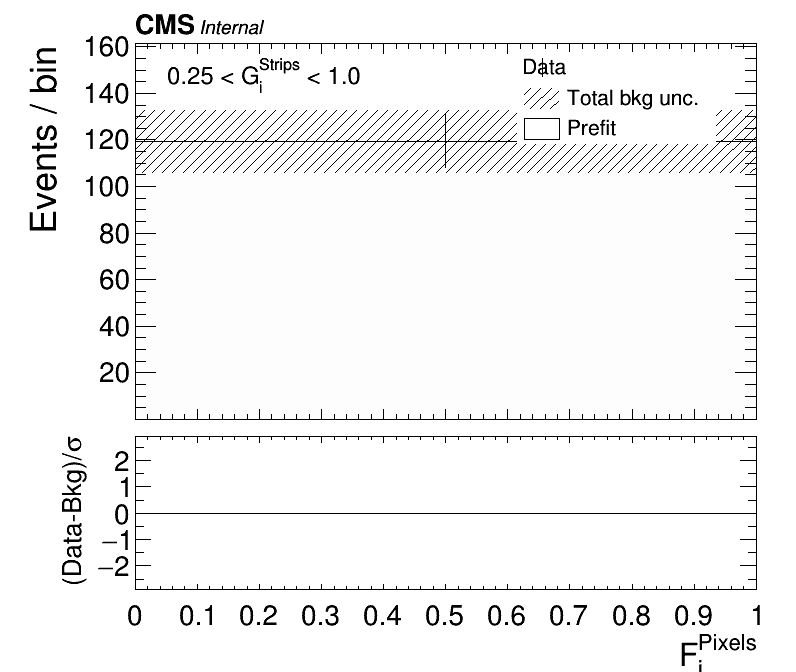 CMS Internal
Events / bin
160
140
120
100
80
60
40
20
0.25 < G_i^Strips < 1.0
Data
Total bkg unc.
Prefit
(Data-Bkg)/σ
2
1
0
−1
−2
0 0.1 0.2 0.3 0.4 0.5 0.6 0.7 0.8 0.9 1
F_i^Pixels